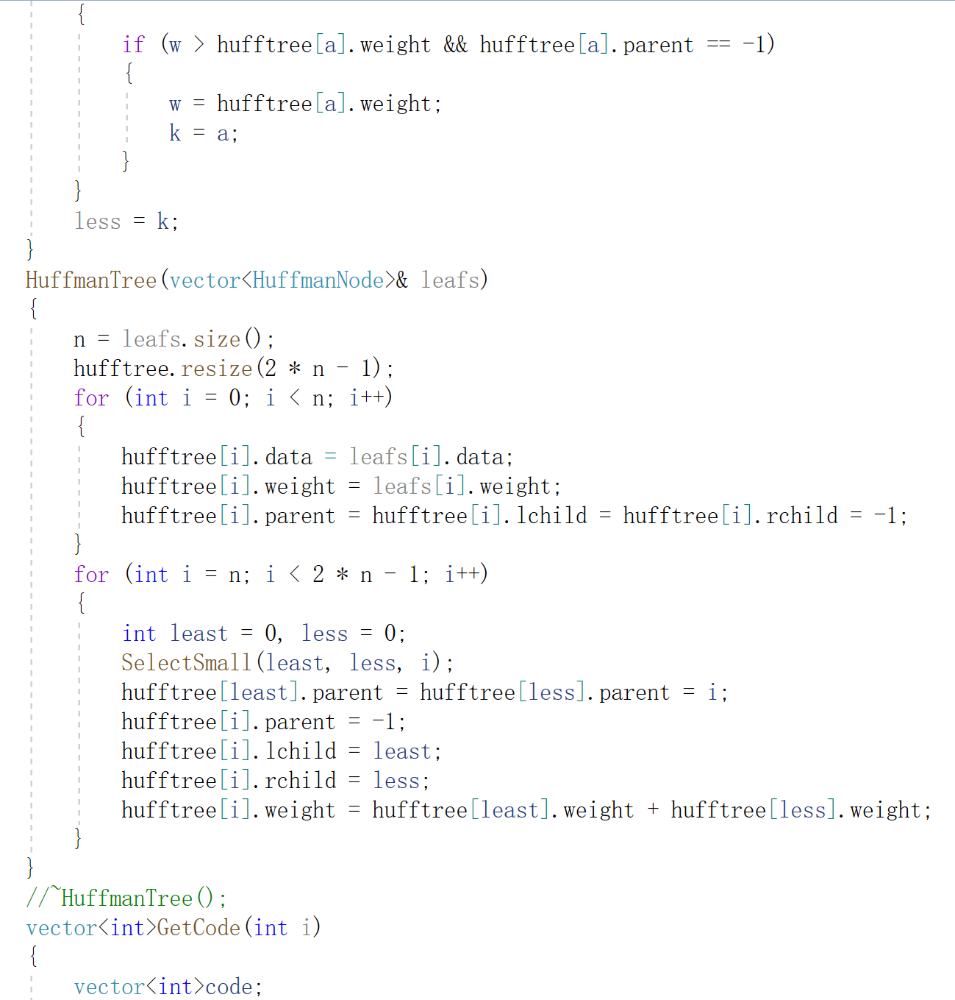 {
if (w > hufftree[a].weight && hufftree[a].parent == -1)
{
w = hufftree[a].weight;
k = a;
}
}
less = k;
}
HuffmanTree(vector<HuffmanNode>& leafs)
{
n = leafs.size();
hufftree.resize(2 * n - 1);
for (int i = 0; i < n; i++)
{
hufftree[i].data = leafs[i].data;
hufftree[i].weight = leafs[i].weight;
hufftree[i].parent = hufftree[i].lchild = hufftree[i].rchild = -1;
}
for (int i = n; i < 2 * n - 1; i++)
{
int least = 0, less = 0;
SelectSmall(least, less, i);
hufftree[least].parent = hufftree[less].parent = i;
hufftree[i].parent = -1;
hufftree[i].lchild = least;
hufftree[i].rchild = less;
hufftree[i].weight = hufftree[least].weight + hufftree[less].weight;
}
}
//~HuffmanTree();
vector<int>GetCode(int i)
{
vector<int>code;